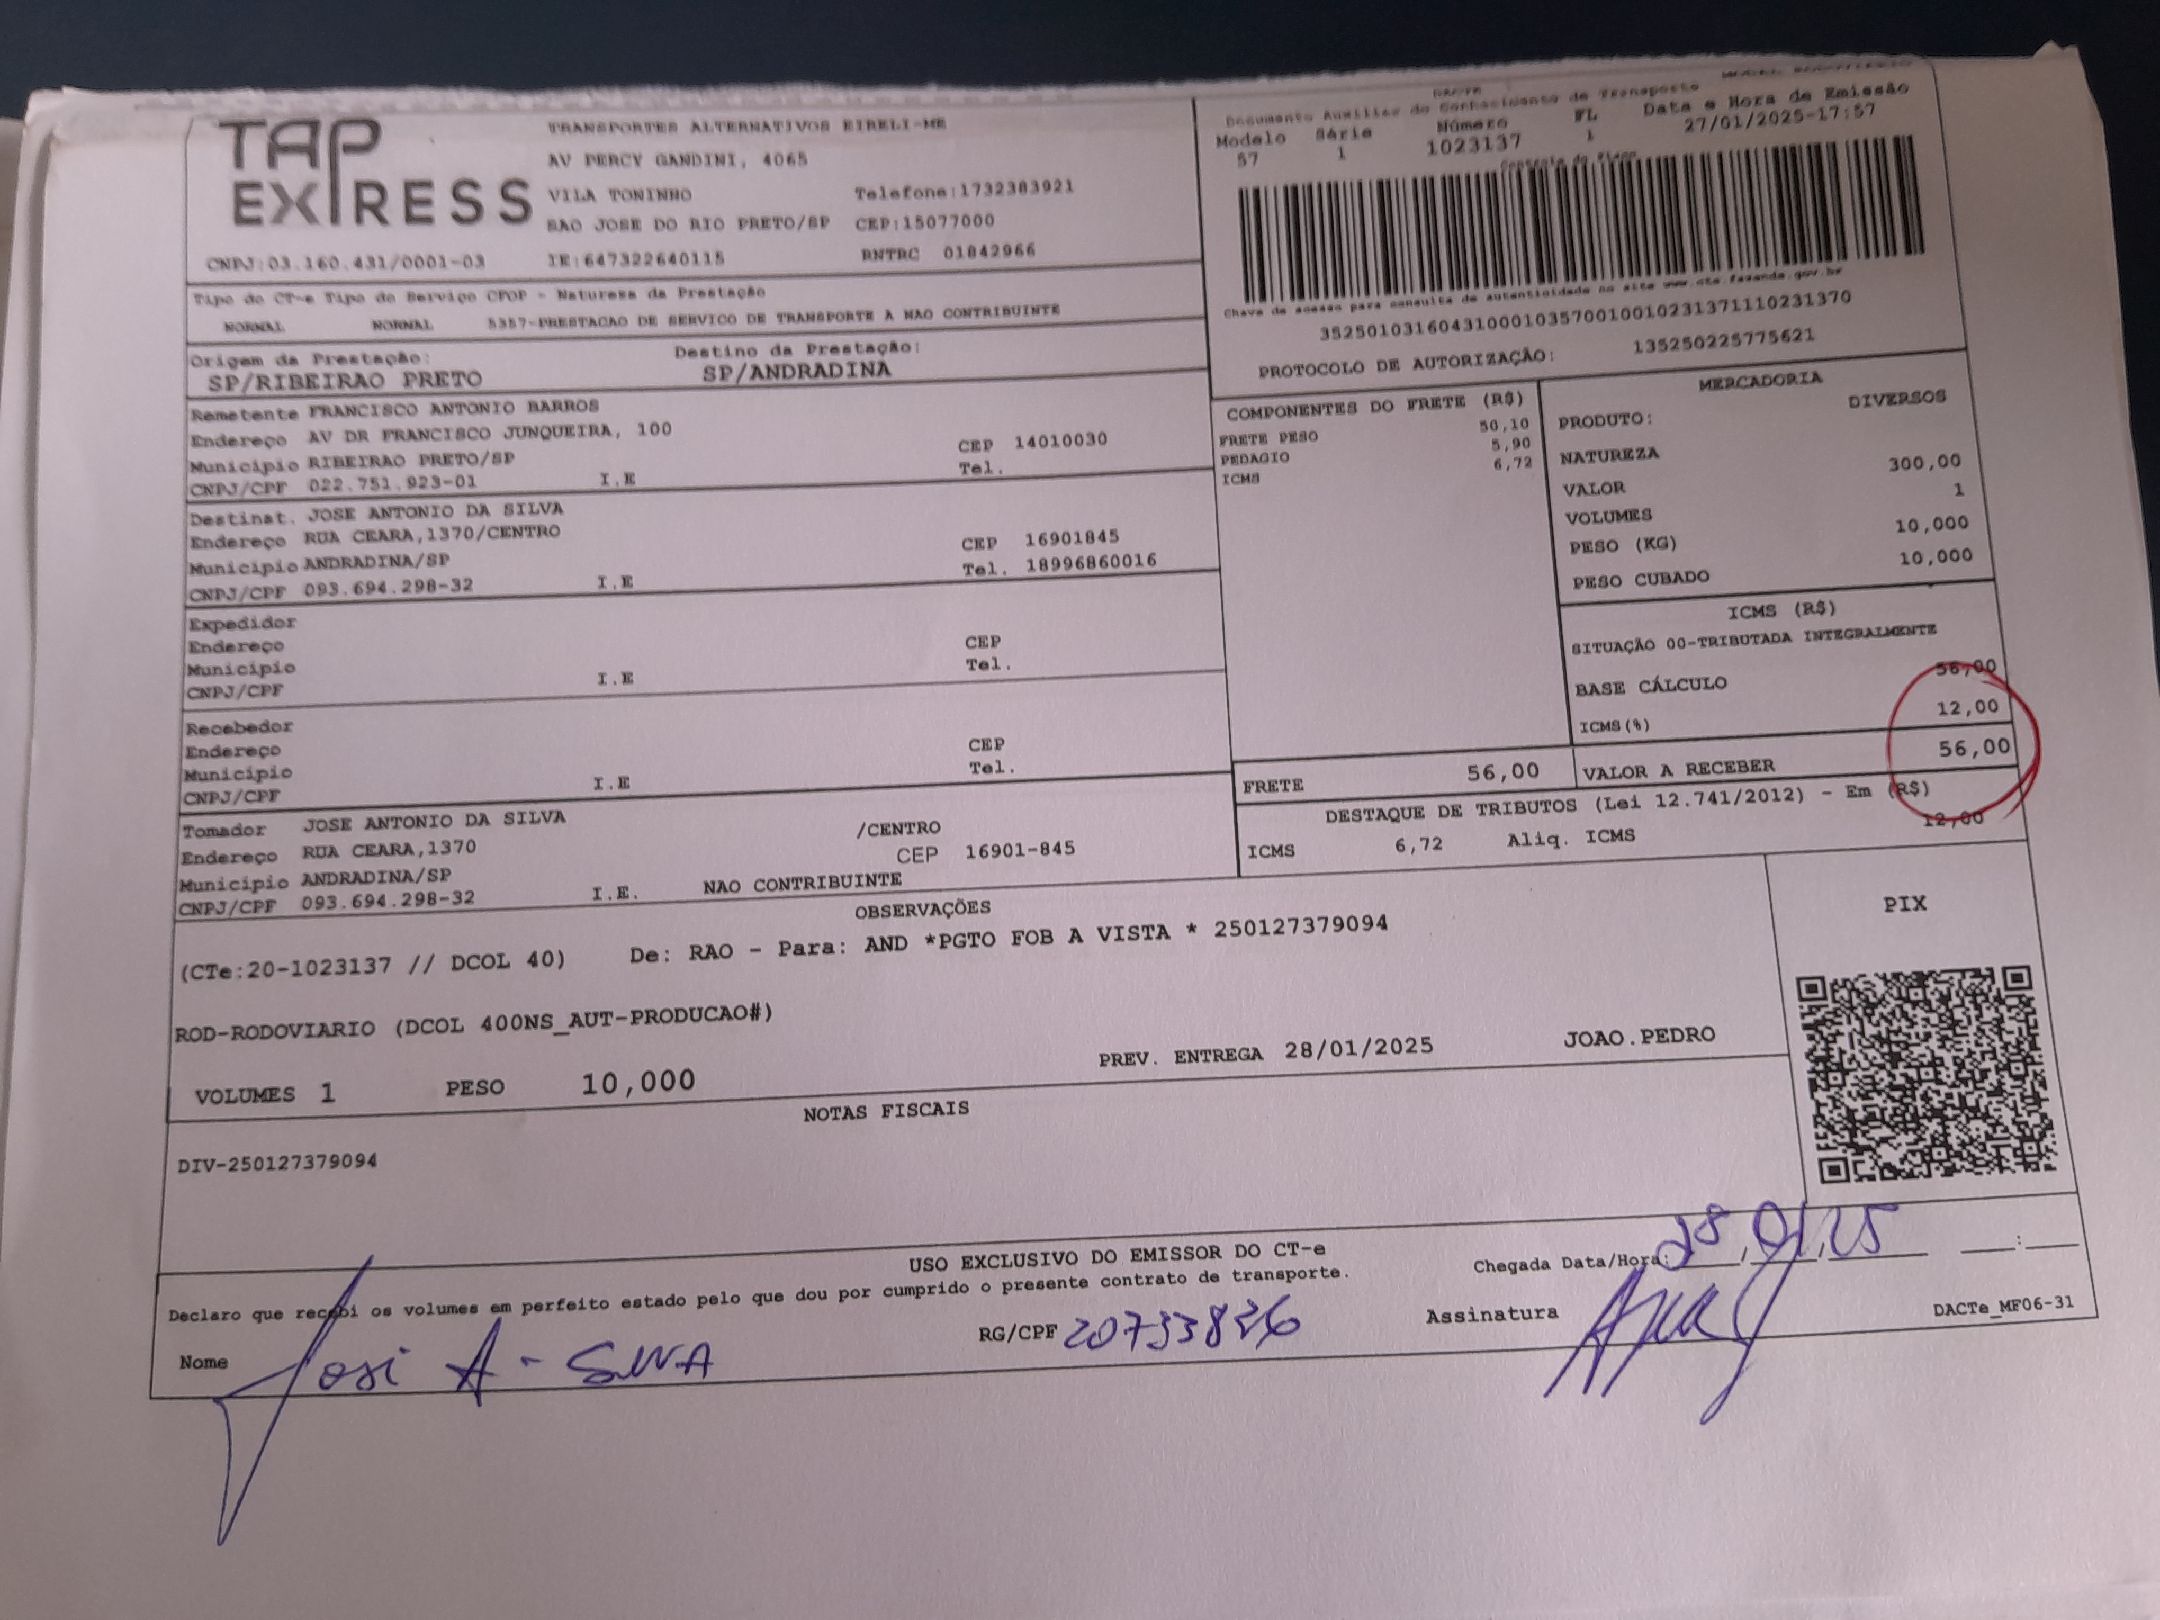 TAP
EXPRESS
TRANSPORTES ALTERNATIVOS EIRELI-ME
AV PERCY GANDINI, 4065
VILA TONINHO Telefone:1732383921
SAO JOSE DO RIO PRETO/SP CEP:15077000
CNPJ:03.160.431/0001-03 IE:647322640115 RNTRC 01842966
Documento Auxiliar do Conhecimento de Transporte
Modelo Série Número FL Data e Hora de Emissão
57 1 1023137 1 27/01/2025-17:57
Controle do Fisco
Chave de acesso para consulta de autenticidade no site www.cte.fazenda.gov.br
35250103160431000103570010010231371110231370
PROTOCOLO DE AUTORIZAÇÃO: 135250225775621
Tipo do CT-e Tipo do Serviço CFOP - Natureza da Prestação
NORMAL NORMAL 5357-PRESTACAO DE SERVICO DE TRANSPORTE A NAO CONTRIBUINTE
Origem da Prestação: Destino da Prestação:
SP/RIBEIRAO PRETO SP/ANDRADINA
Remetente FRANCISCO ANTONIO BARROS
Endereço AV DR FRANCISCO JUNQUEIRA, 100 CEP 14010030
Município RIBEIRAO PRETO/SP Tel.
CNPJ/CPF 022.751.923-01 I.E
Destinat. JOSE ANTONIO DA SILVA
Endereço RUA CEARA,1370/CENTRO CEP 16901845
Município ANDRADINA/SP Tel. 18996860016
CNPJ/CPF 093.694.298-32 I.E
Expedidor
Endereço CEP
Município Tel.
CNPJ/CPF I.E
Recebedor
Endereço CEP
Município Tel.
CNPJ/CPF I.E
Tomador JOSE ANTONIO DA SILVA /CENTRO
Endereço RUA CEARA,1370 CEP 16901-845
Município ANDRADINA/SP
CNPJ/CPF 093.694.298-32 I.E. NAO CONTRIBUINTE
COMPONENTES DO FRETE (R$)
FRETE PESO 50,10
PEDAGIO 5,90
ICMS 6,72
MERCADORIA
PRODUTO: DIVERSOS
NATUREZA
VALOR 300,00
VOLUMES 1
PESO (KG) 10,000
PESO CUBADO 10,000
ICMS (R$)
SITUAÇÃO 00-TRIBUTADA INTEGRALMENTE
BASE CÁLCULO 56,00
ICMS(%) 12,00
FRETE 56,00 VALOR A RECEBER 56,00
DESTAQUE DE TRIBUTOS (Lei 12.741/2012) - Em (R$)
ICMS 6,72 Aliq. ICMS 12,00
OBSERVAÇÕES
(CTe:20-1023137 // DCOL 40) De: RAO - Para: AND *PGTO FOB A VISTA * 250127379094
ROD-RODOVIARIO (DCOL 400NS_AUT-PRODUCAO#)
PREV. ENTREGA 28/01/2025 JOAO.PEDRO
VOLUMES 1 PESO 10,000
PIX
NOTAS FISCAIS
DIV-250127379094
USO EXCLUSIVO DO EMISSOR DO CT-e
Declaro que recebi os volumes em perfeito estado pelo que dou por cumprido o presente contrato de transporte.
Chegada Data/Hora: 28/01/25 :
Nome José A - SILVA RG/CPF 20733826 Assinatura
DACTe_MF06-31